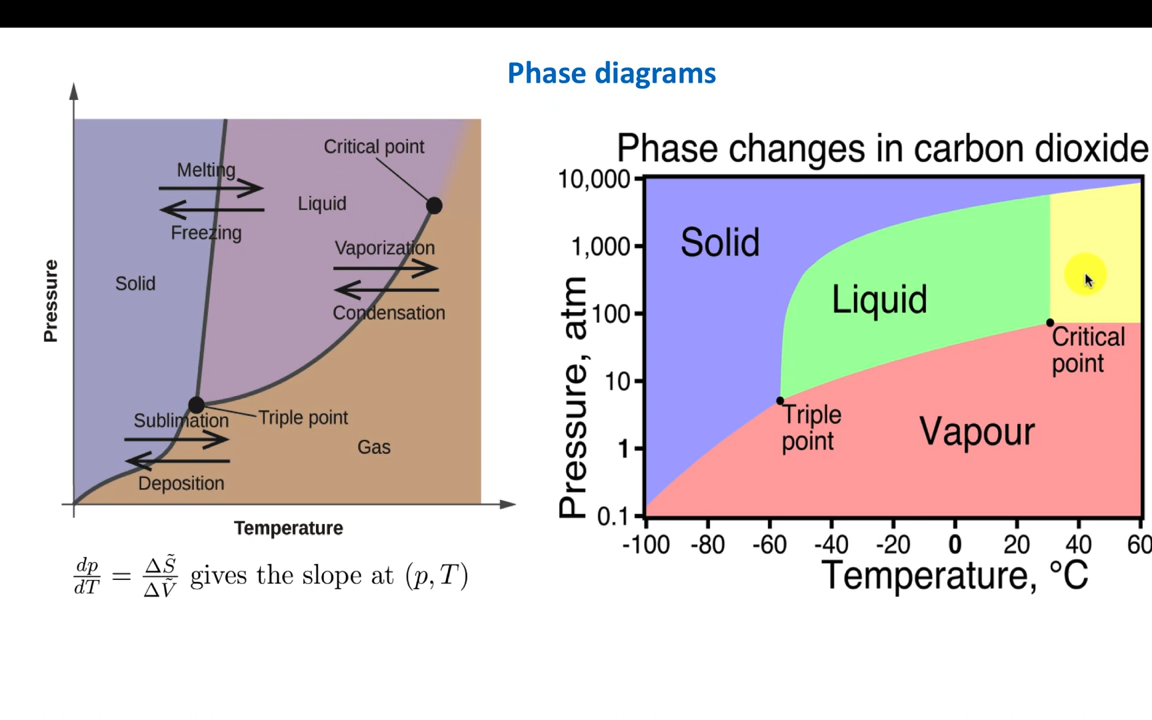 Phase diagrams
Critical point
Melting
Liquid
Freezing
Vaporization
Solid
Condensation
Pressure
Sublimation
Triple point
Gas
Deposition
Temperature
dp/dT = ΔS̃/ΔṼ gives the slope at (p, T)
Phase changes in carbon dioxide
10,000
1,000
100
10
1
0.1
Pressure, atm
Solid
Liquid
Critical
point
Triple
point
Vapour
-100 -80 -60 -40 -20 0 20 40 60
Temperature, °C